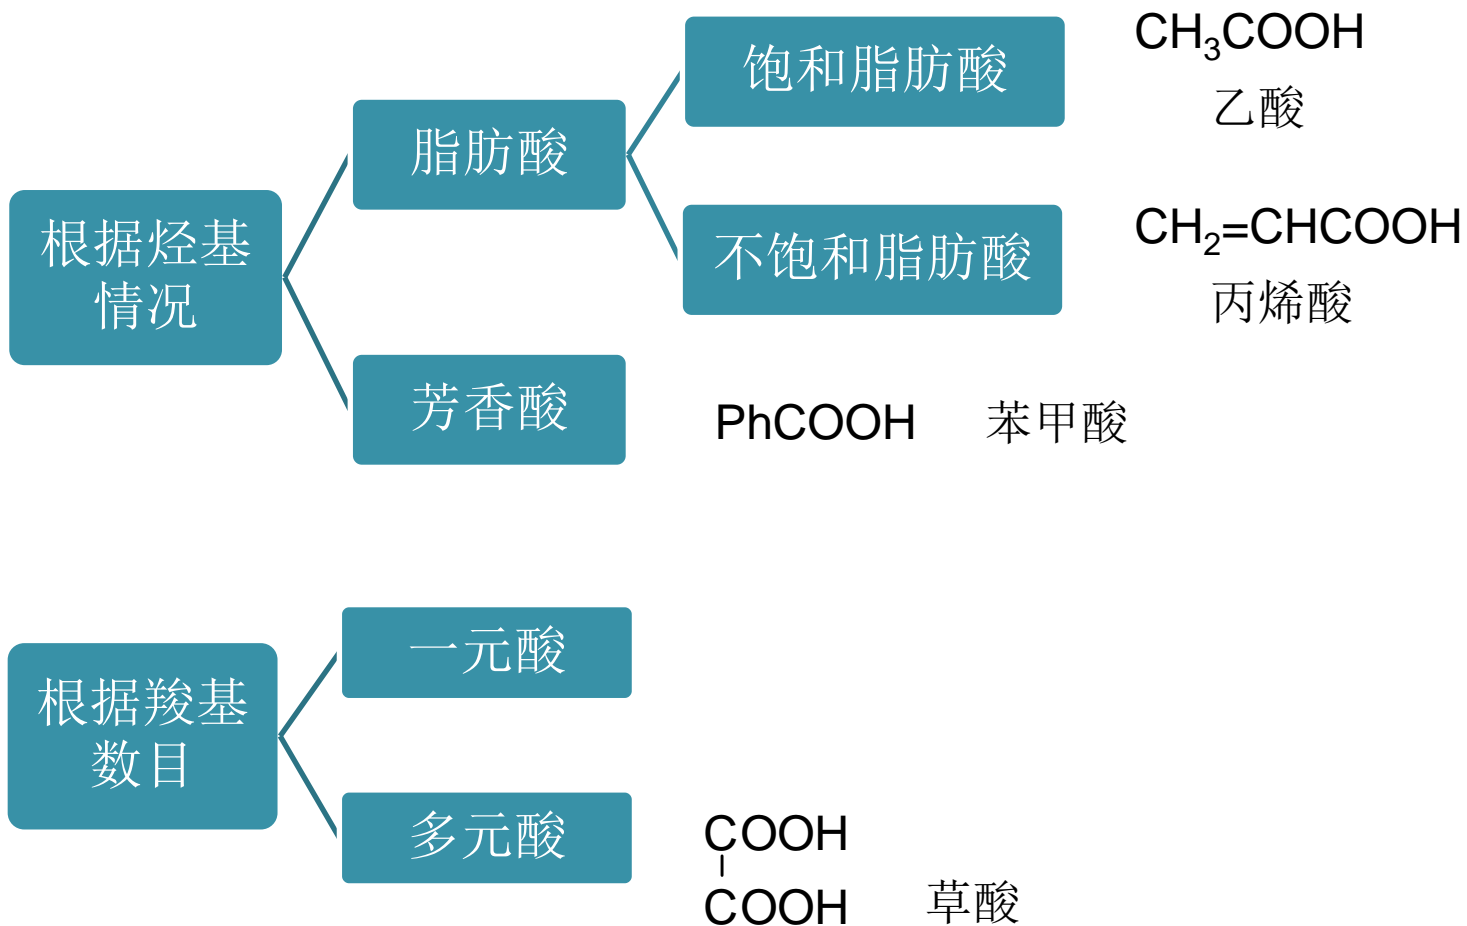 根据烃基
情况
脂肪酸
饱和脂肪酸
CH₃COOH
乙酸
不饱和脂肪酸
CH₂=CHCOOH
丙烯酸
芳香酸
PhCOOH
苯甲酸
根据羧基
数目
一元酸
多元酸
COOH
COOH
草酸